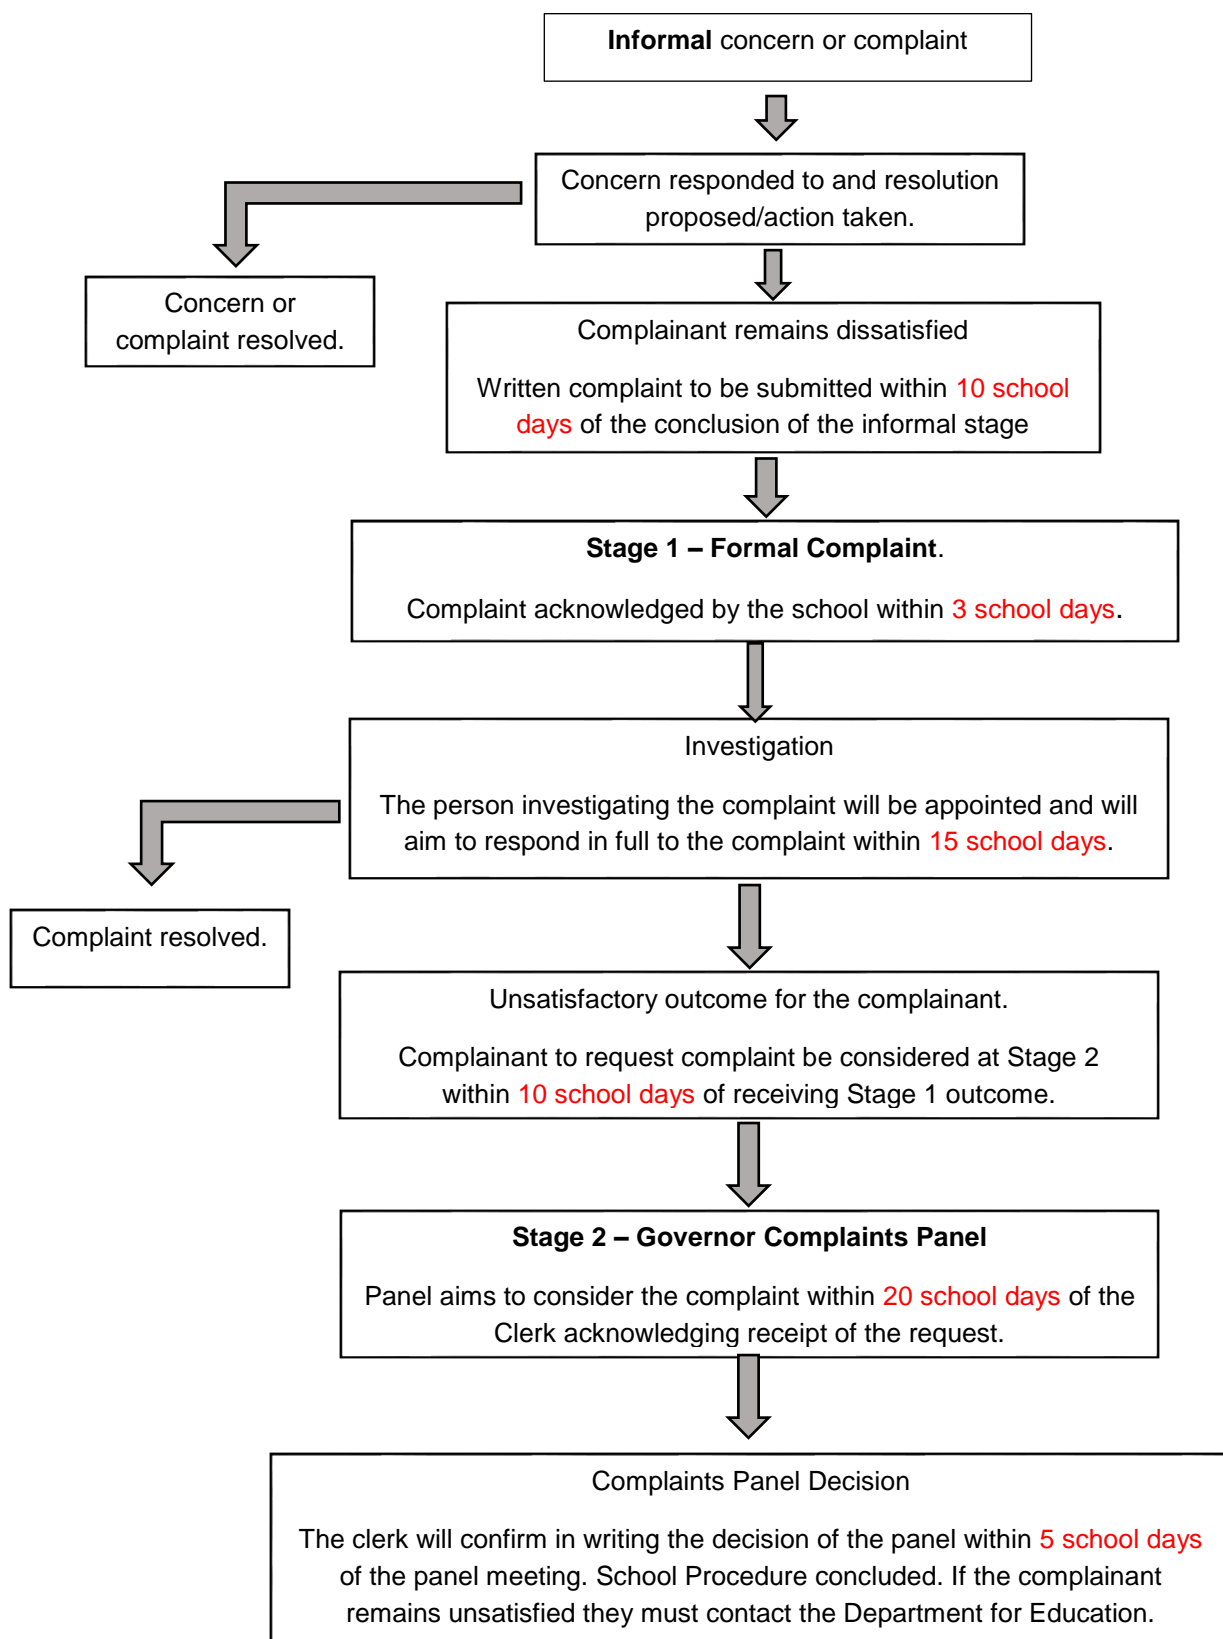 Informal concern or complaint
Concern responded to and resolution
proposed/action taken.
Concern or
complaint resolved.
Complainant remains dissatisfied
Written complaint to be submitted within 10 school
days of the conclusion of the informal stage
Stage 1 – Formal Complaint.
Complaint acknowledged by the school within 3 school days.
Investigation
The person investigating the complaint will be appointed and will
aim to respond in full to the complaint within 15 school days.
Complaint resolved.
Unsatisfactory outcome for the complainant.
Complainant to request complaint be considered at Stage 2
within 10 school days of receiving Stage 1 outcome.
Stage 2 – Governor Complaints Panel
Panel aims to consider the complaint within 20 school days of the
Clerk acknowledging receipt of the request.
Complaints Panel Decision
The clerk will confirm in writing the decision of the panel within 5 school days
of the panel meeting. School Procedure concluded. If the complainant
remains unsatisfied they must contact the Department for Education.